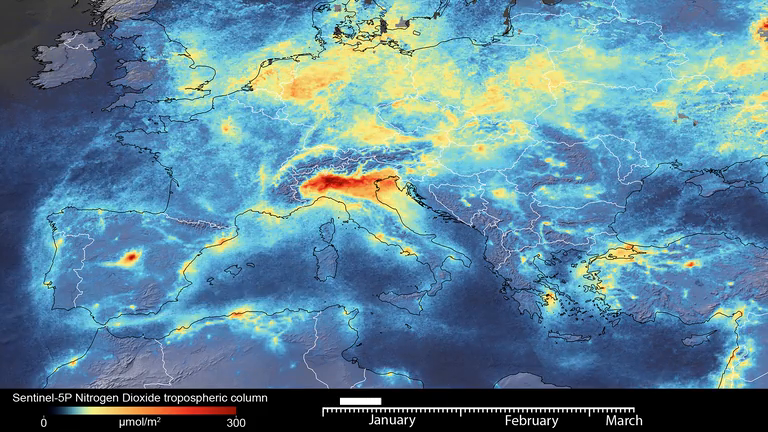 Sentinel-5P Nitrogen Dioxide tropospheric column
0 µmol/m² 300
January February March